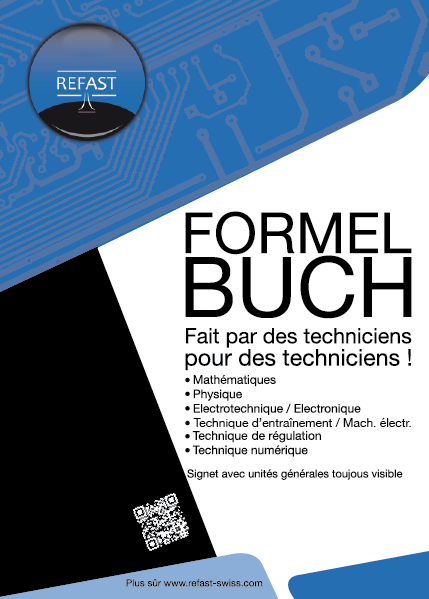 REFAST
FORMEL
BUCH
Fait par des techniciens
pour des techniciens !
• Mathématiques
• Physique
• Electrotechnique / Electronique
• Technique d'entraînement / Mach. électr.
• Technique de régulation
• Technique numérique
Signet avec unités générales toujous visible
Plus sûr www.refast-swiss.com